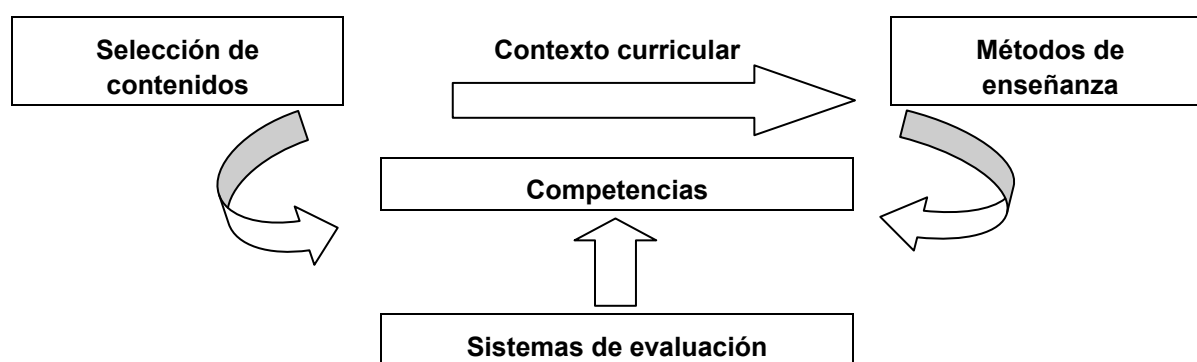 Selección de
contenidos
Contexto curricular
Métodos de
enseñanza
Competencias
Sistemas de evaluación